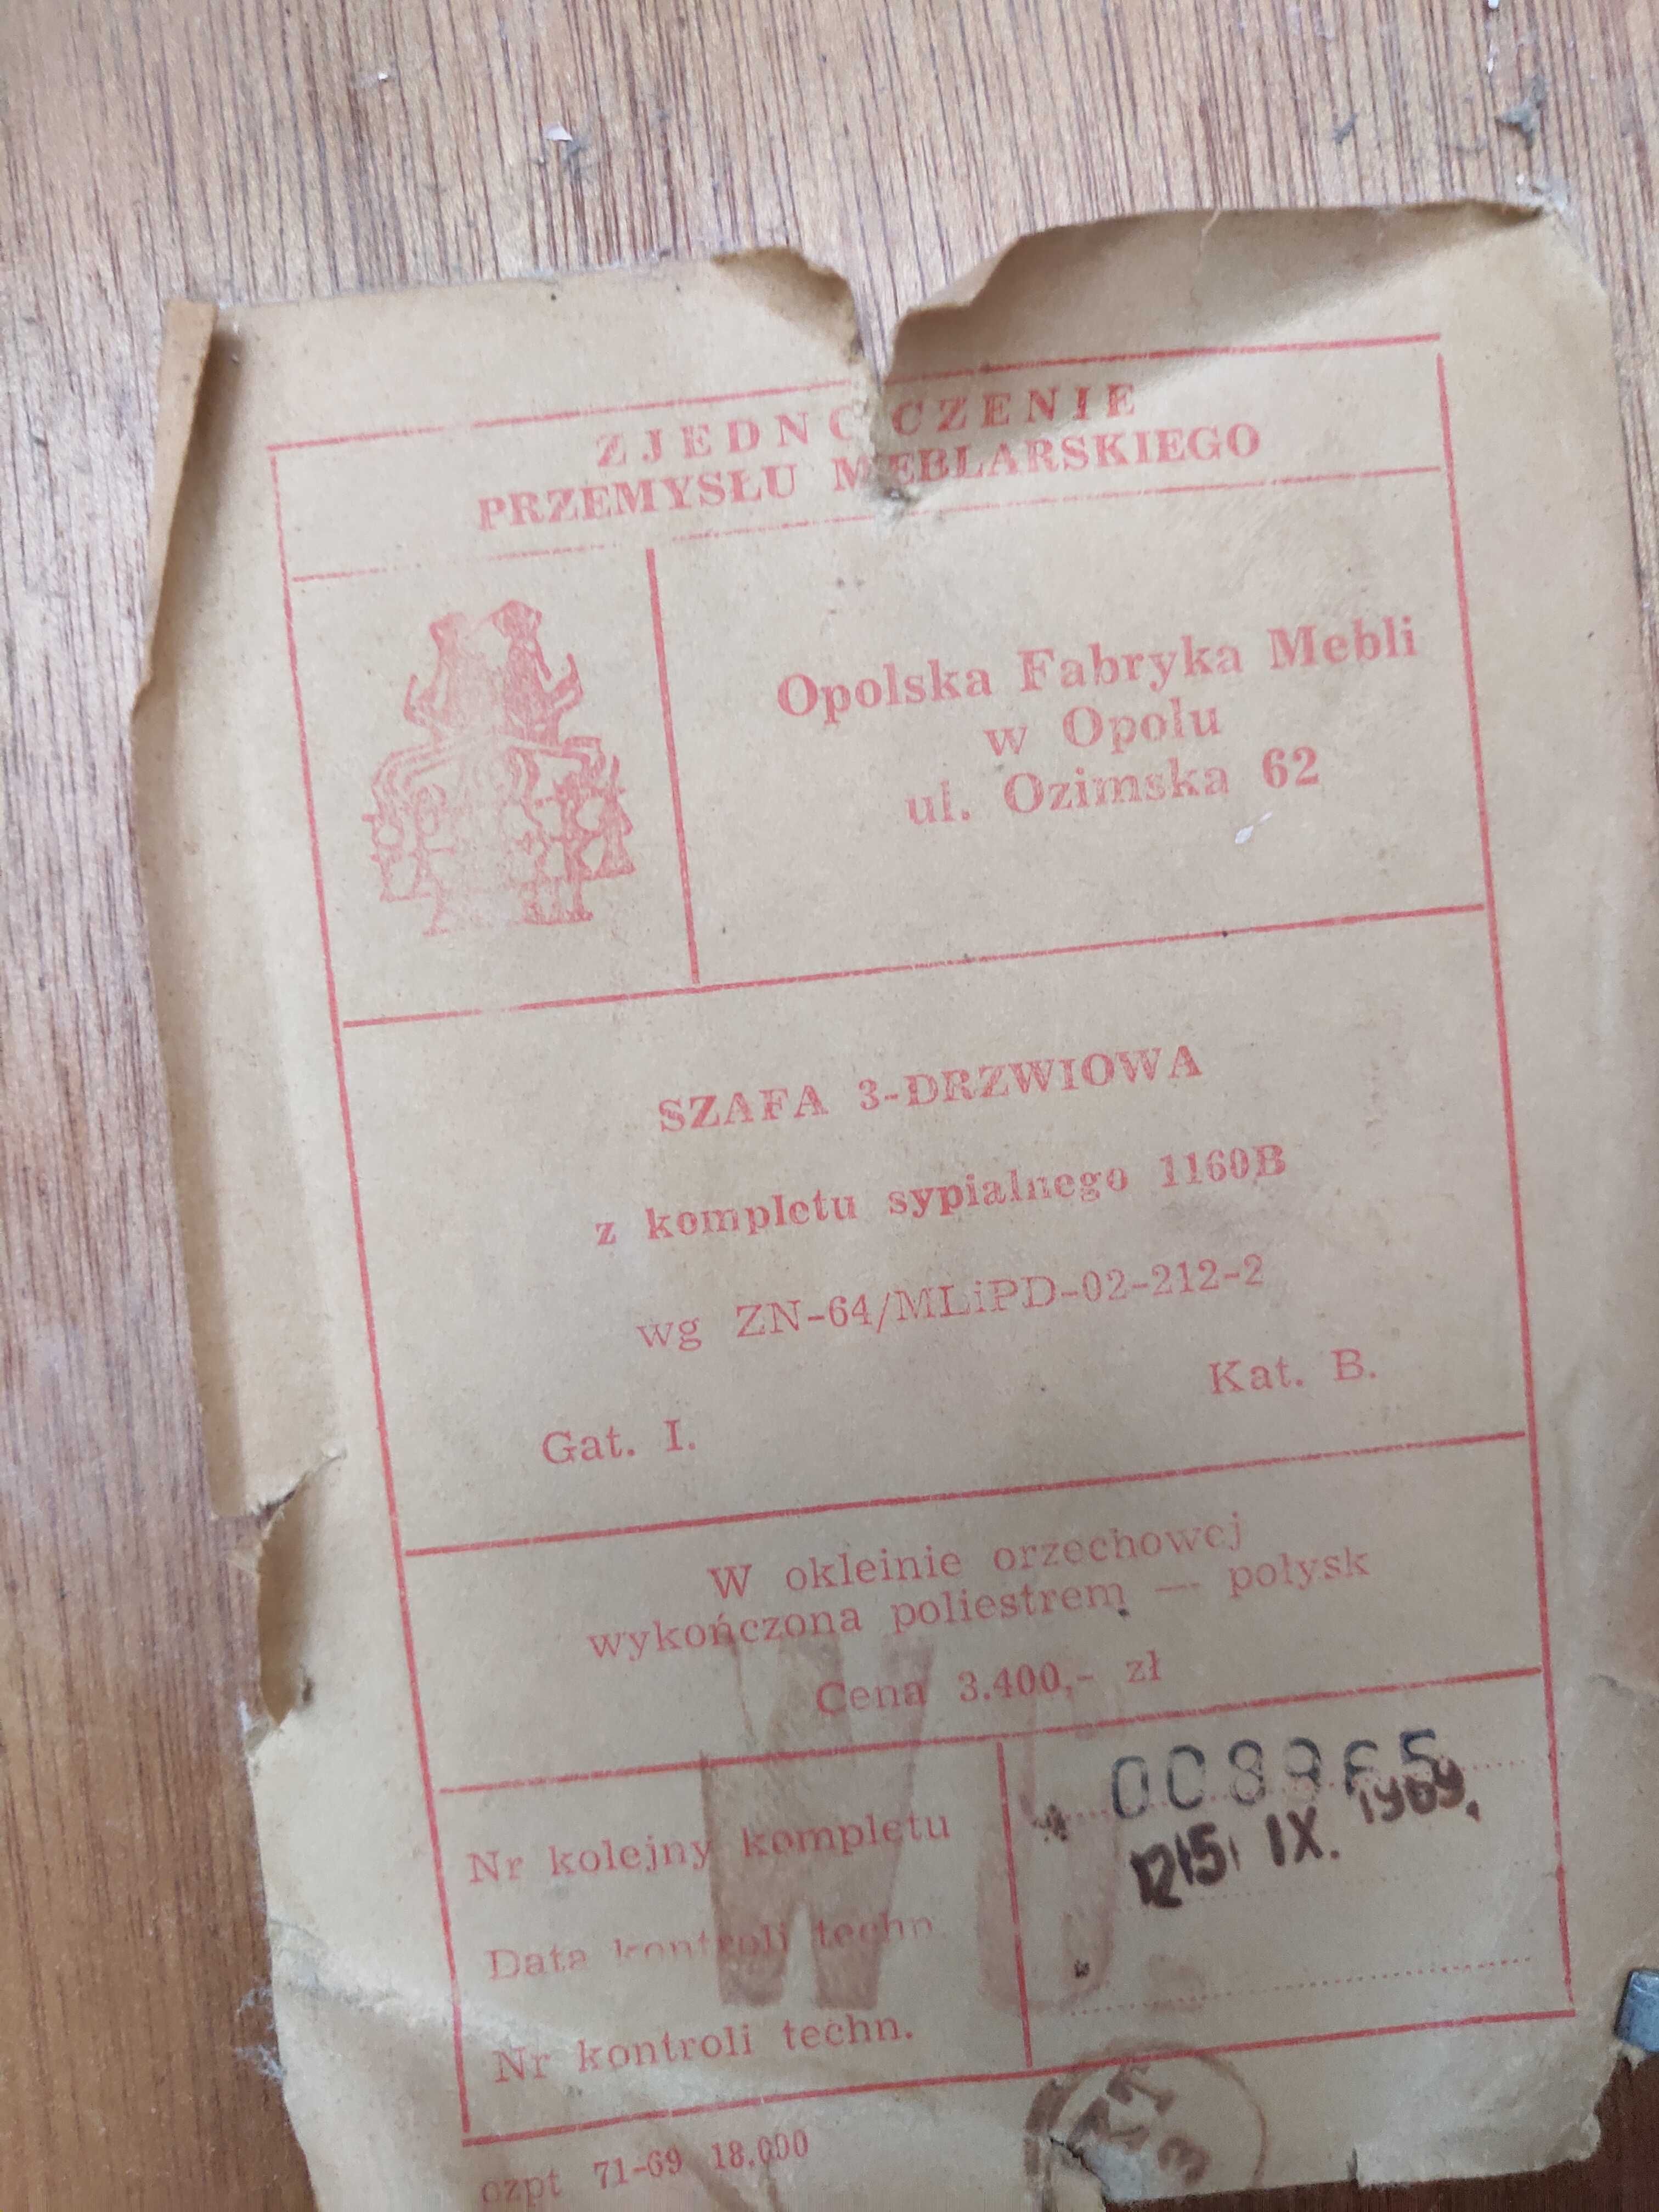 ZJEDNOCZENIE
PRZEMYSŁU MEBLARSKIEGO
Opolska Fabryka Mebli
w Opolu
ul. Ozimska 62
SZAFA 3-DRZWIOWA
z kompletu sypialnego 1160B
wg ZN-64/MLiPD-02-212-2
Gat. I. Kat. B.
W okleinie orzechowej
wykończona poliestrem — połysk
Cena 3.400,- zł
Nr kolejny kompletu 008965
IX. 1969.
Data kontroli techn.
Nr kontroli techn.
ozpt 71-69 18.000
KT
3